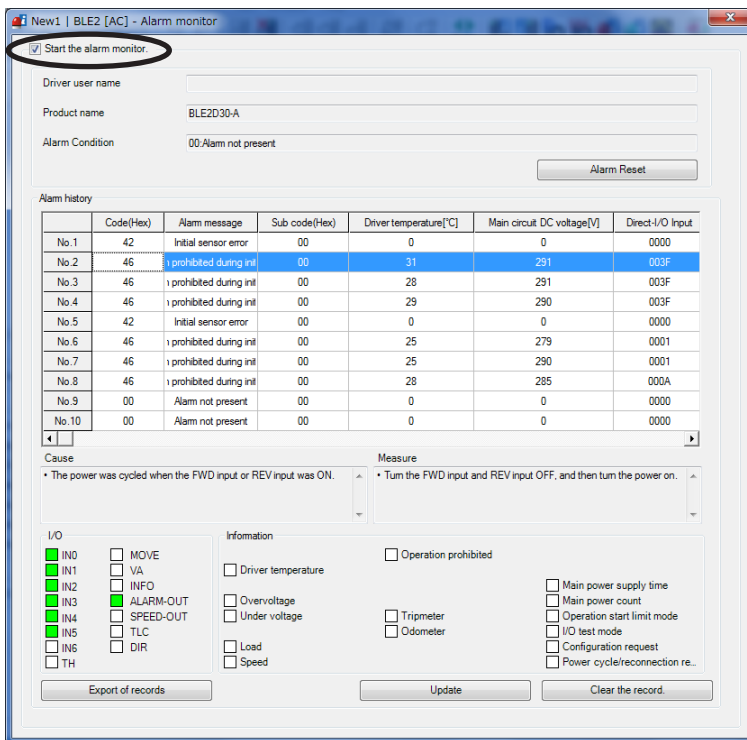 New1 | BLE2 [AC] - Alarm monitor
Start the alarm monitor.
Driver user name
Product name BLE2D30-A
Alarm Condition 00:Alarm not present
Alarm Reset
Alarm history
Code(Hex) Alarm message Sub code(Hex) Driver temperature[°C] Main circuit DC voltage[V] Direct-I/O Input
No.1 42 Initial sensor error 00 0 0 0000
No.2 46 prohibited during init 00 31 291 003F
No.3 46 prohibited during init 00 28 291 003F
No.4 46 prohibited during init 00 29 290 003F
No.5 42 Initial sensor error 00 0 0 0000
No.6 46 prohibited during init 00 25 279 0001
No.7 46 prohibited during init 00 25 290 0001
No.8 46 prohibited during init 00 28 285 000A
No.9 00 Alarm not present 00 0 0 0000
No.10 00 Alarm not present 00 0 0 0000
Cause Measure
• The power was cycled when the FWD input or REV input was ON. • Turn the FWD input and REV input OFF, and then turn the power on.
I/O Information
IN0 MOVE Operation prohibited
IN1 VA Driver temperature
IN2 INFO Main power supply time
IN3 ALARM-OUT Overvoltage Main power count
IN4 SPEED-OUT Under voltage Tripmeter Operation start limit mode
IN5 TLC Odometer I/O test mode
IN6 DIR Load Configuration request
TH Speed Power cycle/reconnection re...
Export of records Update Clear the record.